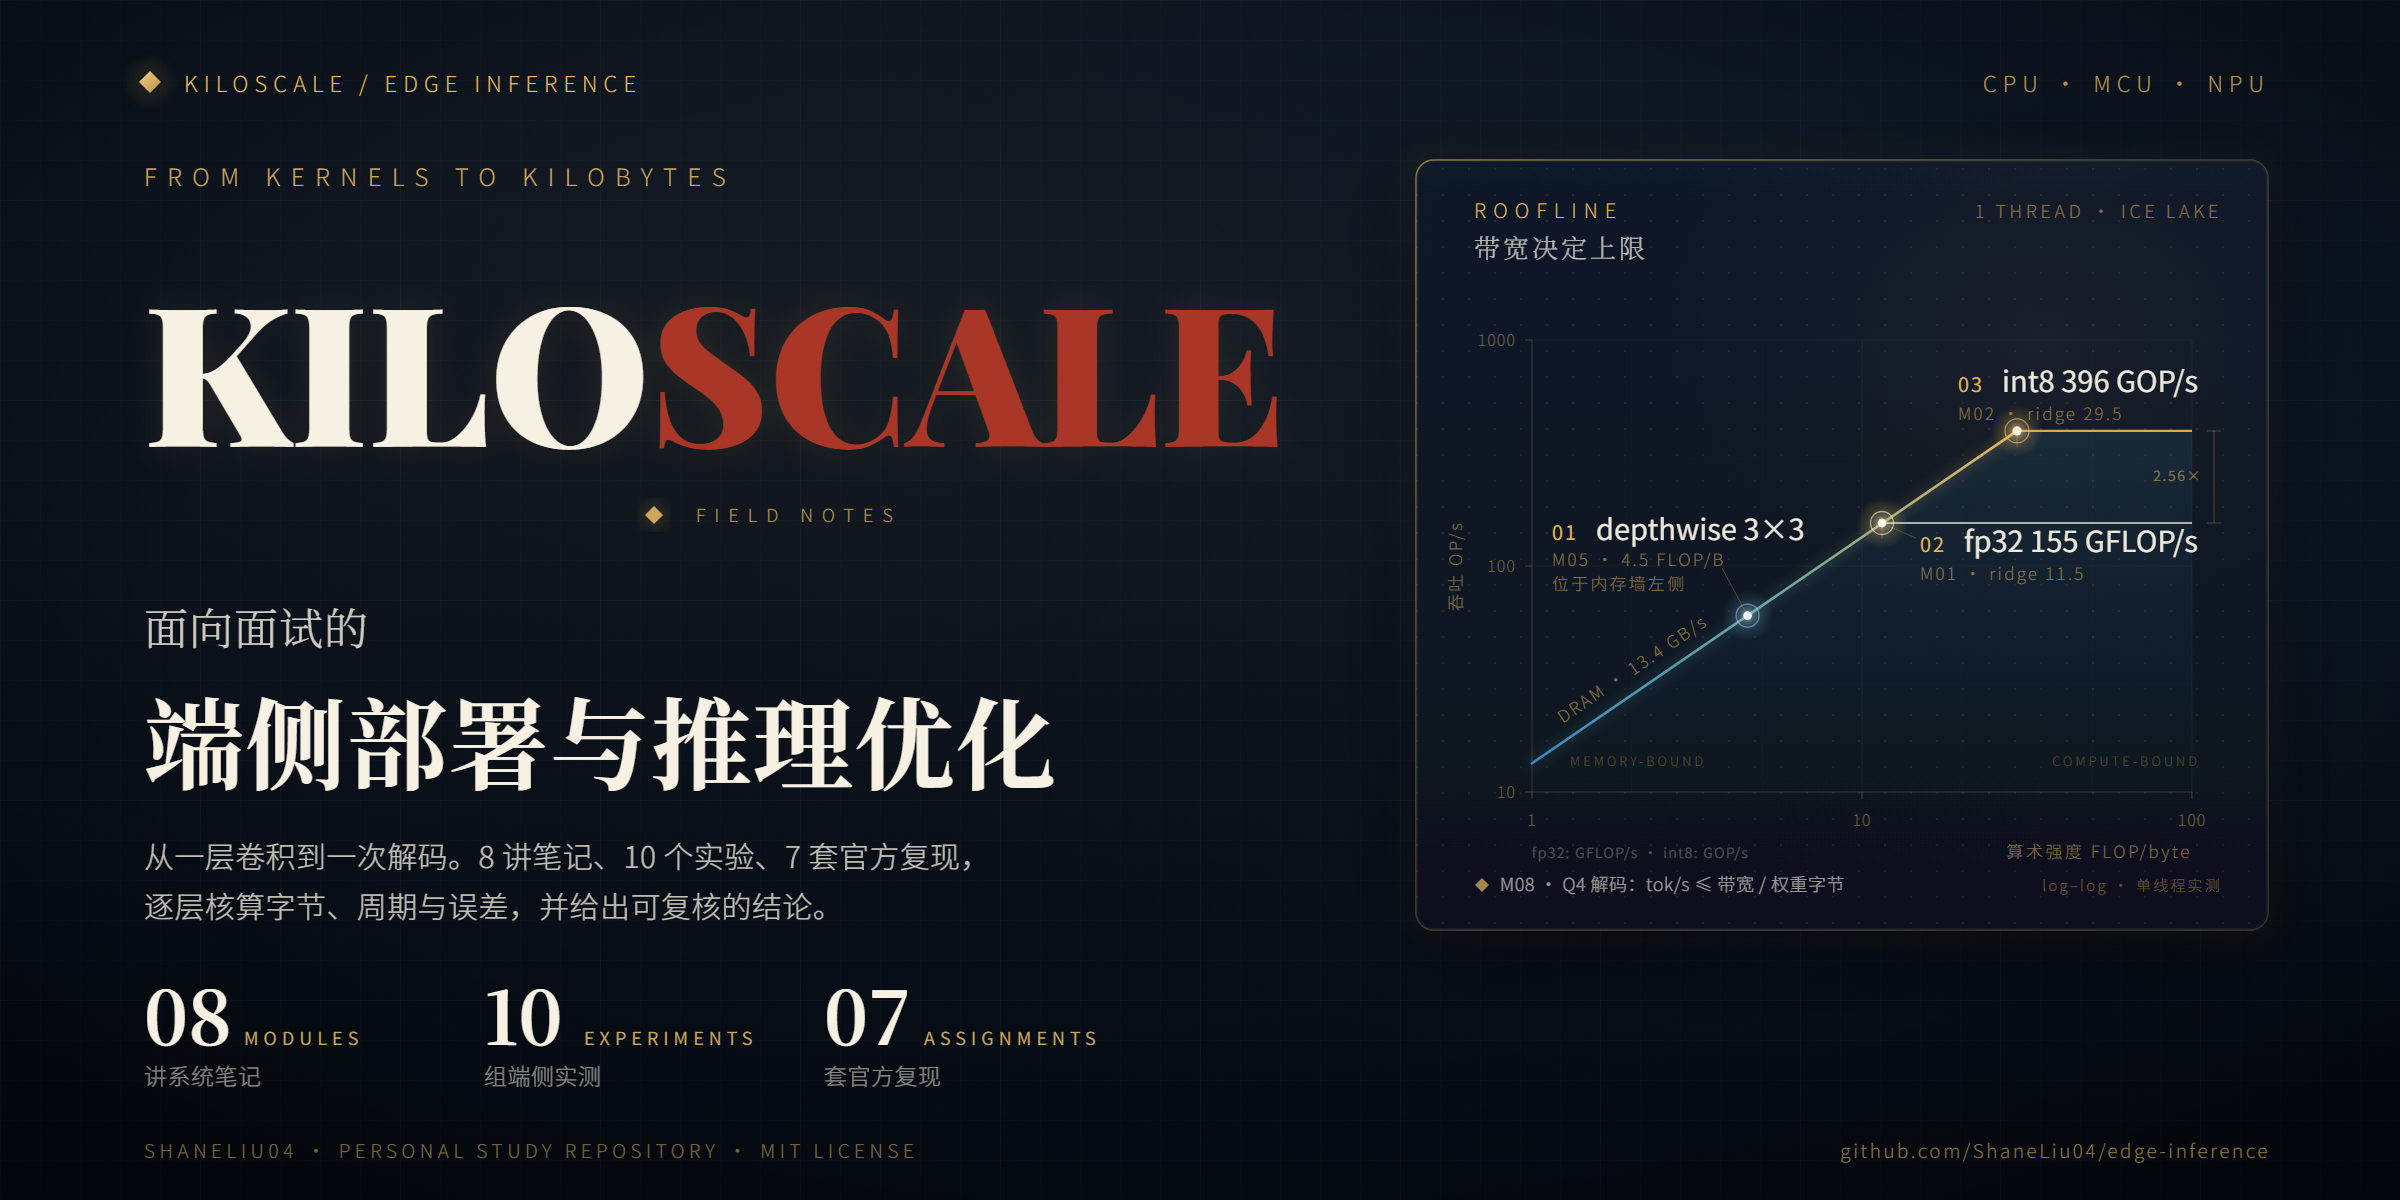 KILOSCALE / EDGE INFERENCE
CPU • MCU • NPU
FROM KERNELS TO KILOBYTES
KILOSCALE
FIELD NOTES
面向面试的
端侧部署与推理优化
从一层卷积到一次解码。8 讲笔记、10 个实验、7 套官方复现，
逐层核算字节、周期与误差，并给出可复核的结论。
08 MODULES
讲系统笔记
10 EXPERIMENTS
组端侧实测
07 ASSIGNMENTS
套官方复现
ROOFLINE
1 THREAD • ICE LAKE
带宽决定上限
1000
100
10
吞吐 OP/s
03 int8 396 GOP/s
M02 • ridge 29.5
2.56×
01 depthwise 3×3
M05 • 4.5 FLOP/B
位于内存墙左侧
02 fp32 155 GFLOP/s
M01 • ridge 11.5
DRAM • 13.4 GB/s
MEMORY-BOUND
COMPUTE-BOUND
1
10
100
fp32: GFLOP/s • int8: GOP/s
算术强度 FLOP/byte
M08 • Q4 解码：tok/s ≤ 带宽 / 权重字节
log–log • 单线程实测
SHANELIU04 • PERSONAL STUDY REPOSITORY • MIT LICENSE
github.com/ShaneLiu04/edge-inference